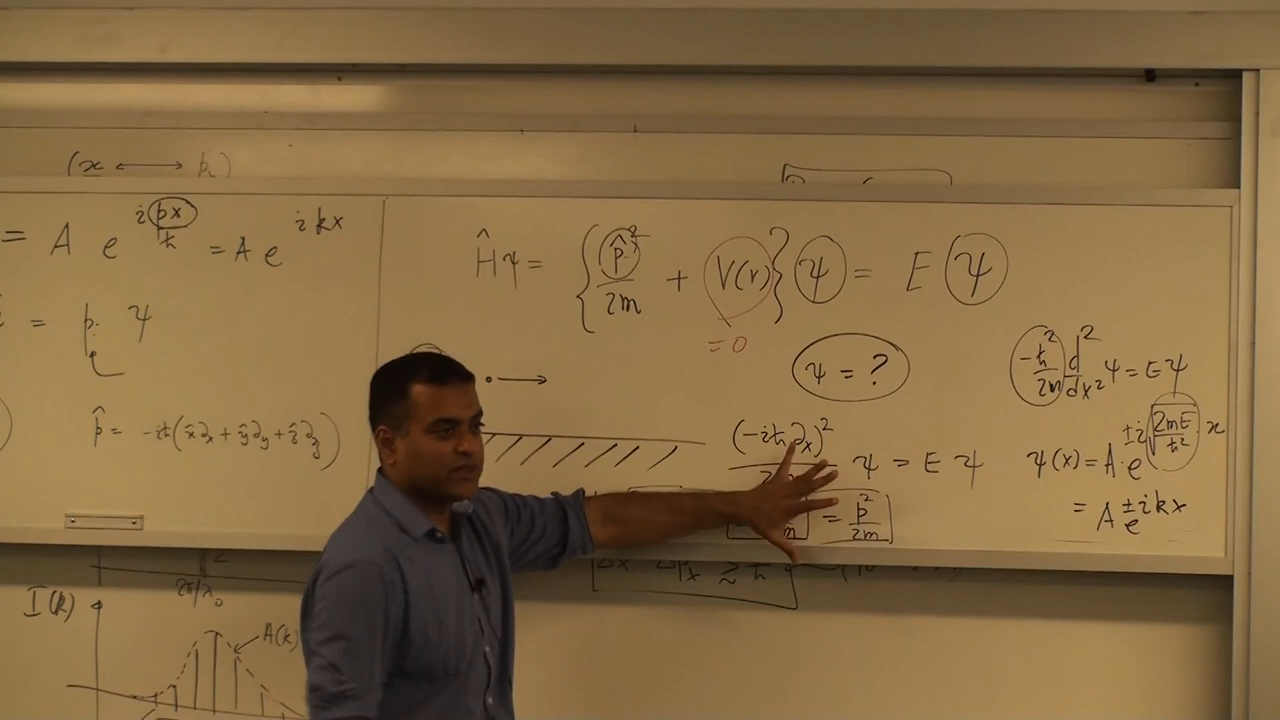 (x ⟷ p )
= A e^{i px/ħ} = A e^{ikx}
= p ψ
p̂ = -iħ(x̂∂x + ŷ∂y + ẑ∂z)
Ĥψ = { p̂²/2m + V(r) } ψ = E ψ
= 0
ψ = ?
-ħ²/2m d²/dx² ψ = Eψ
(-iħ∂x)² ψ = E ψ
ψ(x) = A·e^{±i√(2mE/ħ²) x}
= p²/2m
= A e^{±ikx}
2π/λ₀
I(k)
A(k)